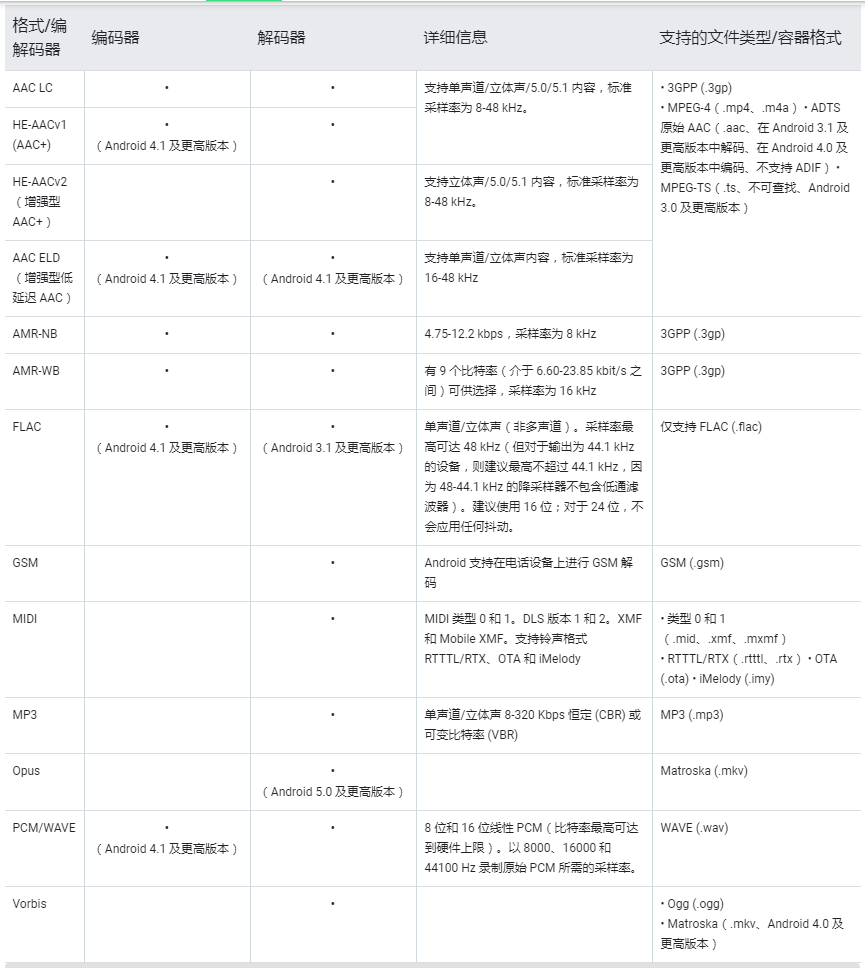 格式/编
解码器
编码器
解码器
详细信息
支持的文件类型/容器格式
AAC LC
•
•
支持单声道/立体声/5.0/5.1 内容，标准
采样率为 8-48 kHz。
• 3GPP (.3gp)
• MPEG-4（.mp4、.m4a）• ADTS
原始 AAC（.aac、在 Android 3.1 及
更高版本中解码、在 Android 4.0 及
更高版本中编码、不支持 ADIF）•
MPEG-TS（.ts、不可查找、Android
3.0 及更高版本）
HE-AACv1
(AAC+)
•
（Android 4.1 及更高版本）
•
HE-AACv2
（增强型
AAC+）
•
支持立体声/5.0/5.1 内容，标准采样率为
8-48 kHz。
AAC ELD
（增强型低
延迟 AAC）
•
（Android 4.1 及更高版本）
•
（Android 4.1 及更高版本）
支持单声道/立体声内容，标准采样率为
16-48 kHz
AMR-NB
•
•
4.75-12.2 kbps，采样率为 8 kHz
3GPP (.3gp)
AMR-WB
•
•
有 9 个比特率（介于 6.60-23.85 kbit/s 之
间）可供选择，采样率为 16 kHz
3GPP (.3gp)
FLAC
•
（Android 4.1 及更高版本）
•
（Android 3.1 及更高版本）
单声道/立体声（非多声道）。采样率最
高可达 48 kHz（但对于输出为 44.1 kHz
的设备，则建议最高不超过 44.1 kHz，因
为 48-44.1 kHz 的降采样器不包含低通滤
波器）。建议使用 16 位；对于 24 位，不
会应用任何抖动。
仅支持 FLAC (.flac)
GSM
•
Android 支持在电话设备上进行 GSM 解
码
GSM (.gsm)
MIDI
•
MIDI 类型 0 和 1。DLS 版本 1 和 2。XMF
和 Mobile XMF。支持铃声格式
RTTTL/RTX、OTA 和 iMelody
• 类型 0 和 1
（.mid、.xmf、.mxmf）
• RTTTL/RTX（.rtttl、.rtx）• OTA
(.ota) • iMelody (.imy)
MP3
•
单声道/立体声 8-320 Kbps 恒定 (CBR) 或
可变比特率 (VBR)
MP3 (.mp3)
Opus
•
（Android 5.0 及更高版本）
Matroska (.mkv)
PCM/WAVE
•
（Android 4.1 及更高版本）
•
8 位和 16 位线性 PCM（比特率最高可达
到硬件上限）。以 8000、16000 和
44100 Hz 录制原始 PCM 所需的采样率。
WAVE (.wav)
Vorbis
•
• Ogg (.ogg)
• Matroska（.mkv、Android 4.0 及
更高版本）